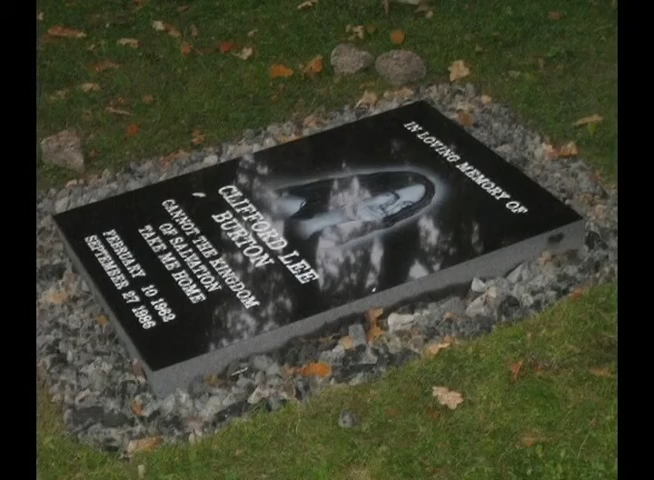 IN LOVING MEMORY OF
CLIFFORD LEE
BURTON
CANNOT THE KINGDOM
OF SALVATION
TAKE ME HOME
FEBRUARY 10 1962
SEPTEMBER 27 1986